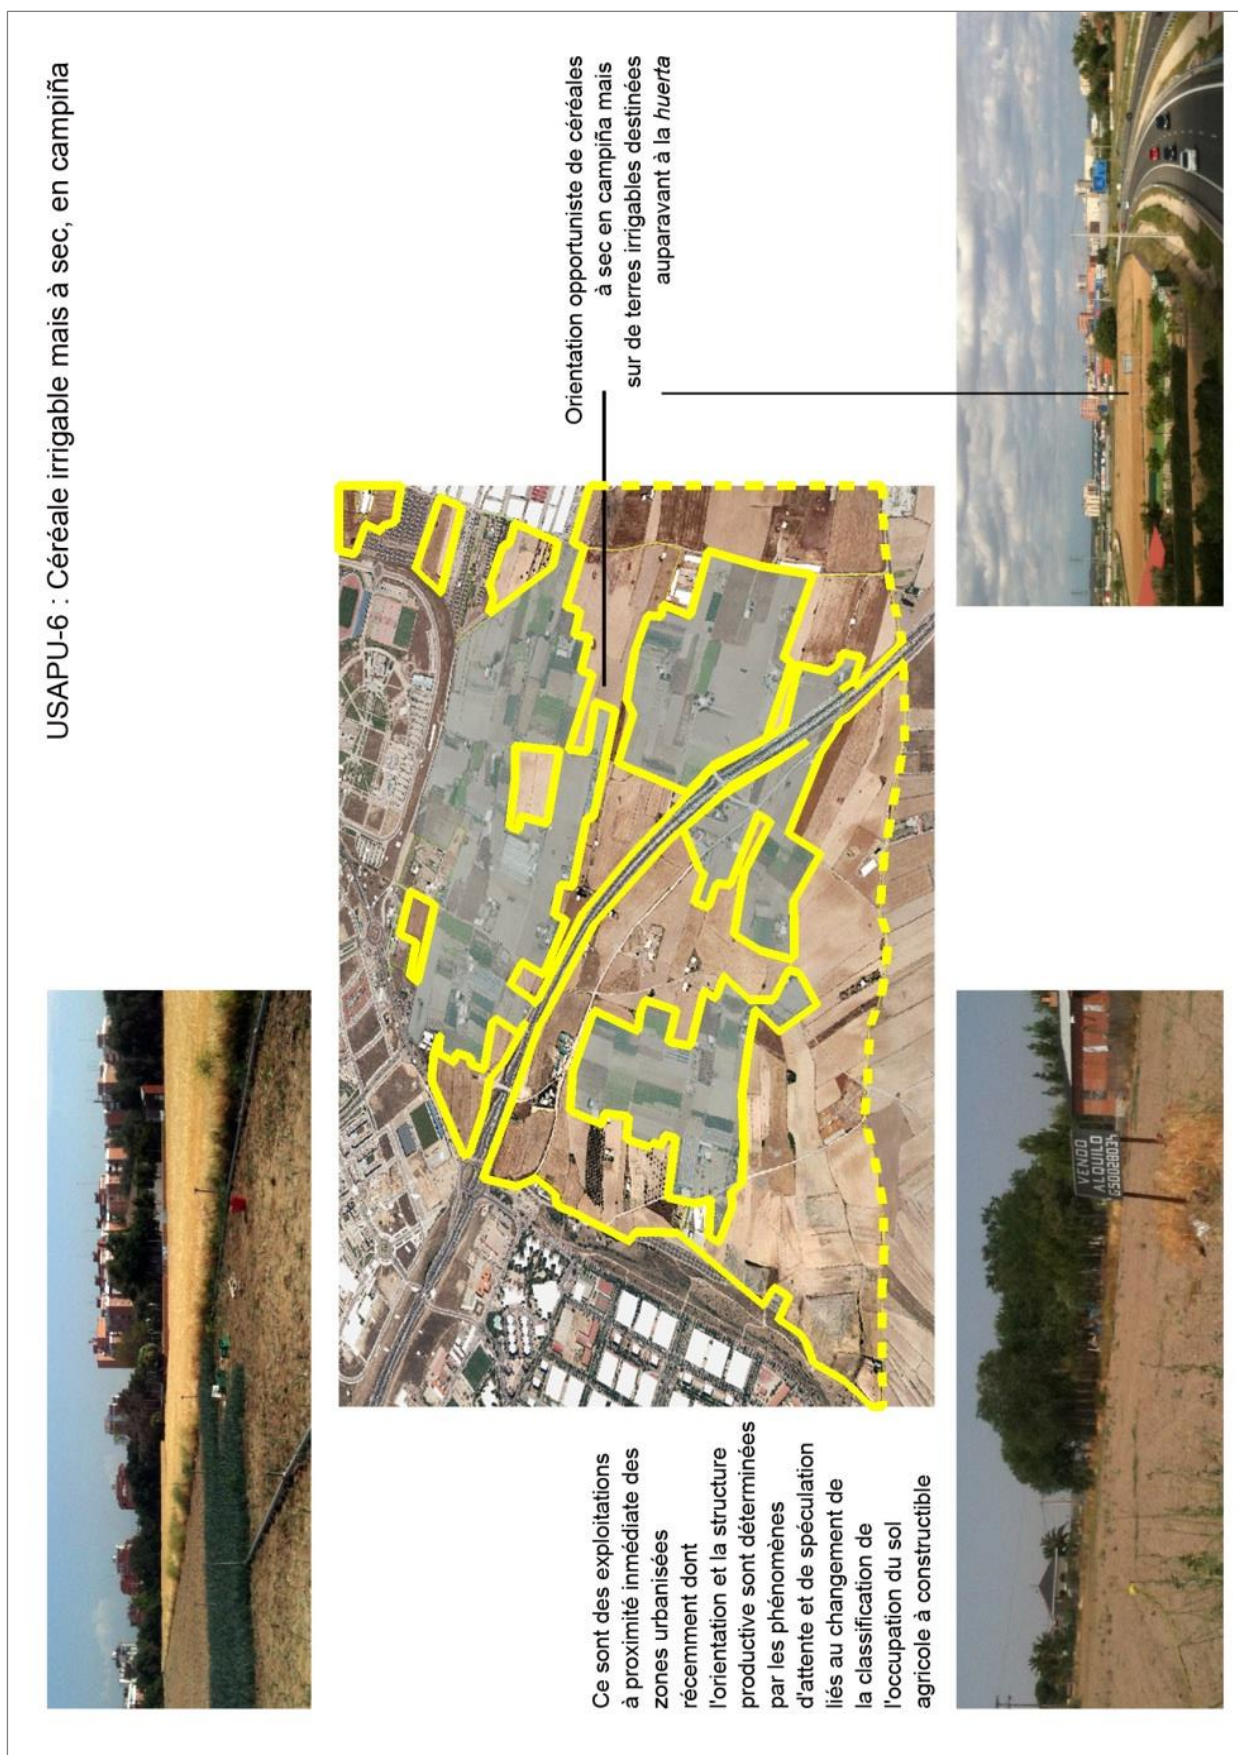 USAPU-6 : Céréale irrigable mais à sec, en campiña
Orientation opportuniste de céréales
à sec en campiña mais
sur de terres irrigables destinées
auparavant à la huerta
Ce sont des exploitations
à proximité inmédiate des
zones urbanisées
récemment dont
l'orientation et la structure
productive sont déterminées
par les phénomènes
d'attente et de spéculation
liés au changement de
la classification de
l'occupation du sol
agricole à constructible
VENDO
ALQUILO
650028034